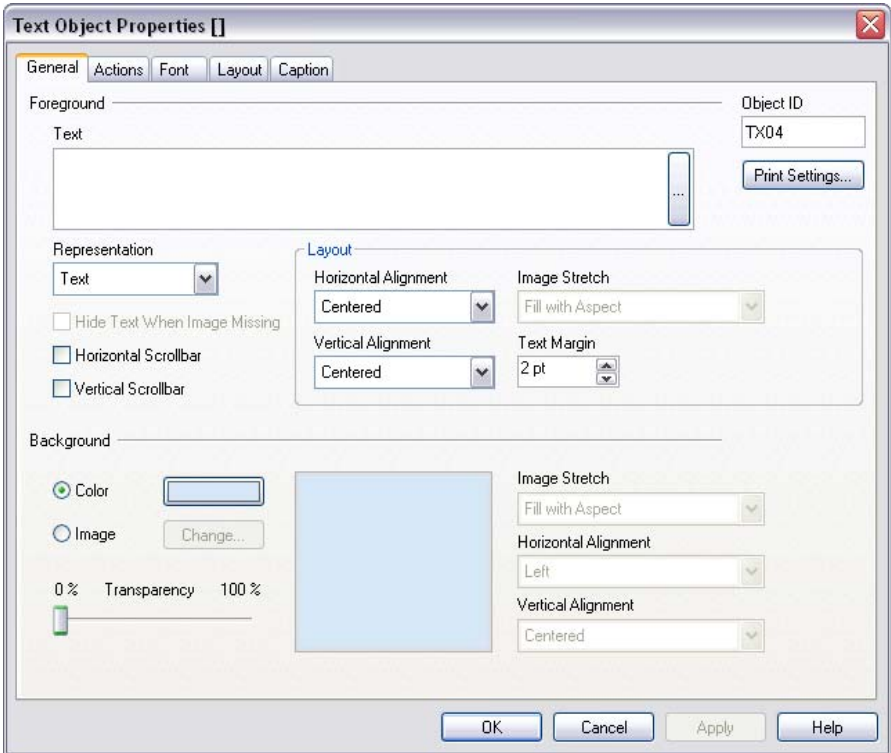 Text Object Properties []
General Actions Font Layout Caption
Foreground
Object ID
Text
TX04
...
Print Settings...
Representation
Layout
Text
Horizontal Alignment
Image Stretch
Centered
Fill with Aspect
Hide Text When Image Missing
Horizontal Scrollbar
Vertical Alignment
Text Margin
Centered
2 pt
Vertical Scrollbar
Background
Color
Image Stretch
Fill with Aspect
Image
Change...
Horizontal Alignment
Left
0 % Transparency 100 %
Vertical Alignment
Centered
OK Cancel Apply Help